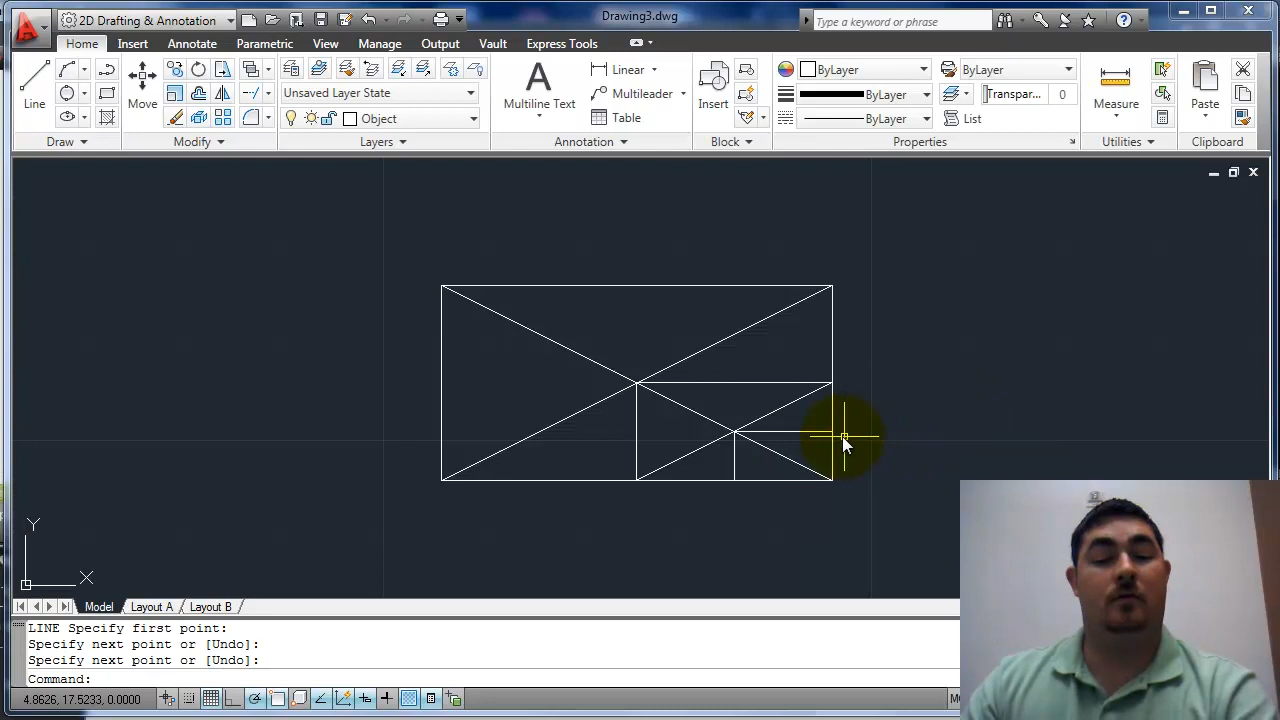 2D Drafting & Annotation
Drawing3.dwg
Type a keyword or phrase
Home Insert Annotate Parametric View Manage Output Vault Express Tools
Line
Move
Unsaved Layer State
Object
Multiline Text
Linear
Multileader
Table
Insert
ByLayer
ByLayer
ByLayer
ByLayer
Transpar... 0
List
Measure
Paste
Draw Modify Layers Annotation Block Properties Utilities Clipboard
Y
X
Model Layout A Layout B
LINE Specify first point:
Specify next point or [Undo]:
Specify next point or [Undo]:
Command:
4.8626, 17.5233, 0.0000